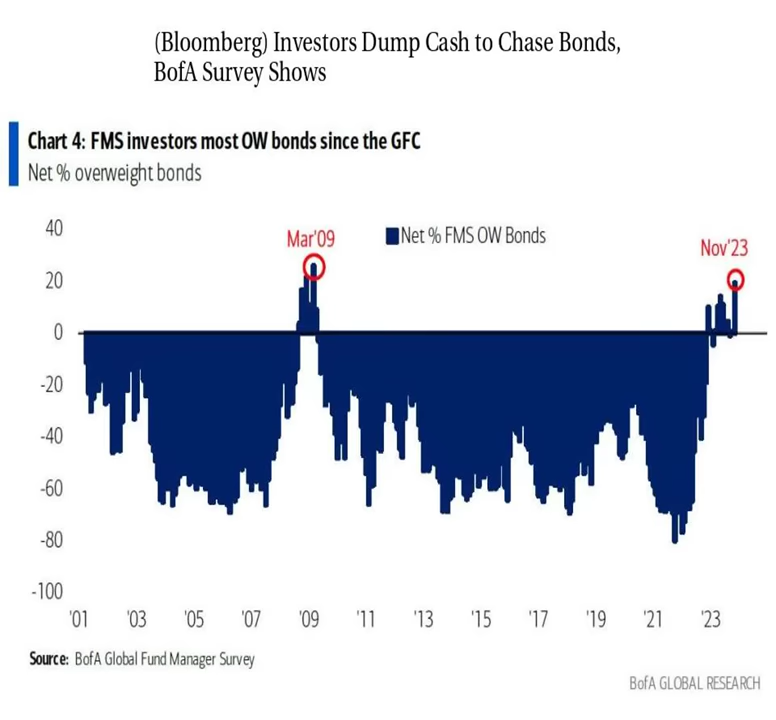 (Bloomberg) Investors Dump Cash to Chase Bonds,
BofA Survey Shows
Chart 4: FMS investors most OW bonds since the GFC
Net % overweight bonds
40
20
0
-20
-40
-60
-80
-100
Mar'09
Net % FMS OW Bonds
Nov'23
'01 '03 '05 '07 '09 '11 '13 '15 '17 '19 '21 '23
Source: BofA Global Fund Manager Survey
BofA GLOBAL RESEARCH